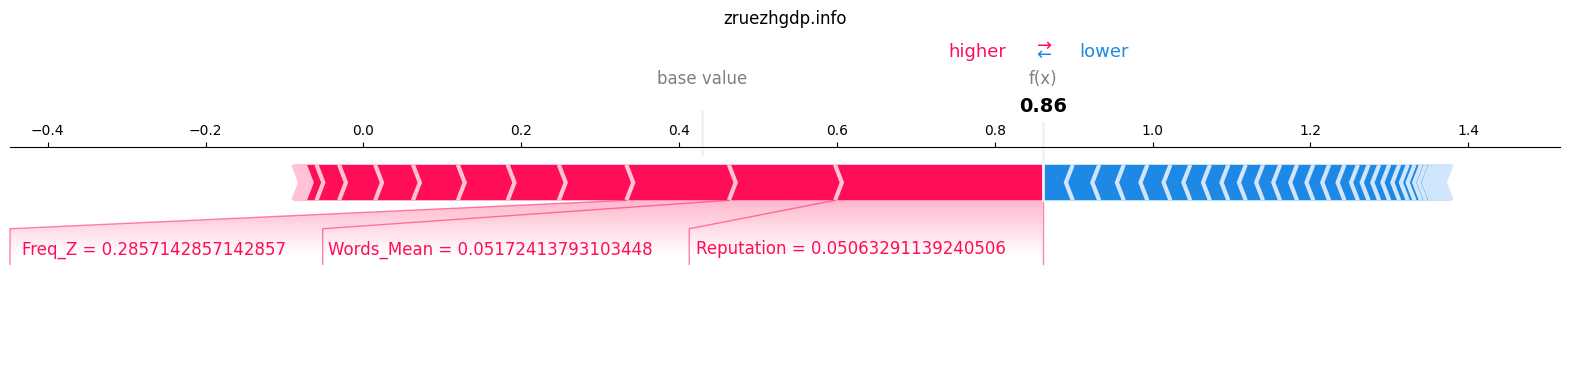 zruezhgdp.info
higher → ← lower
base value f(x)
0.86
−0.4 −0.2 0.0 0.2 0.4 0.6 0.8 1.0 1.2 1.4
Freq_Z = 0.2857142857142857 Words_Mean = 0.05172413793103448 Reputation = 0.05063291139240506